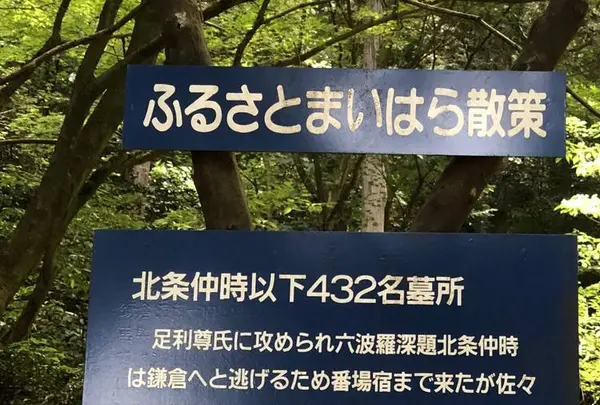 ふるさとまいはら散策
北条仲時以下432名墓所
足利尊氏に攻められ六波羅深題北条仲時
は鎌倉へと逃げるため番場宿まで来たが佐々